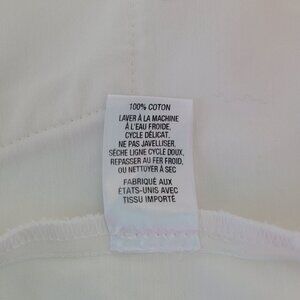 100% COTON
LAVER À LA MACHINE
À L'EAU FROIDE,
CYCLE DÉLICAT.
NE PAS JAVELLISER.
SÈCHE LIGNE CYCLE DOUX,
REPASSER AU FER FROID,
OU NETTOYER À SEC
FABRIQUÉ AUX
ÉTATS-UNIS AVEC
TISSU IMPORTÉ